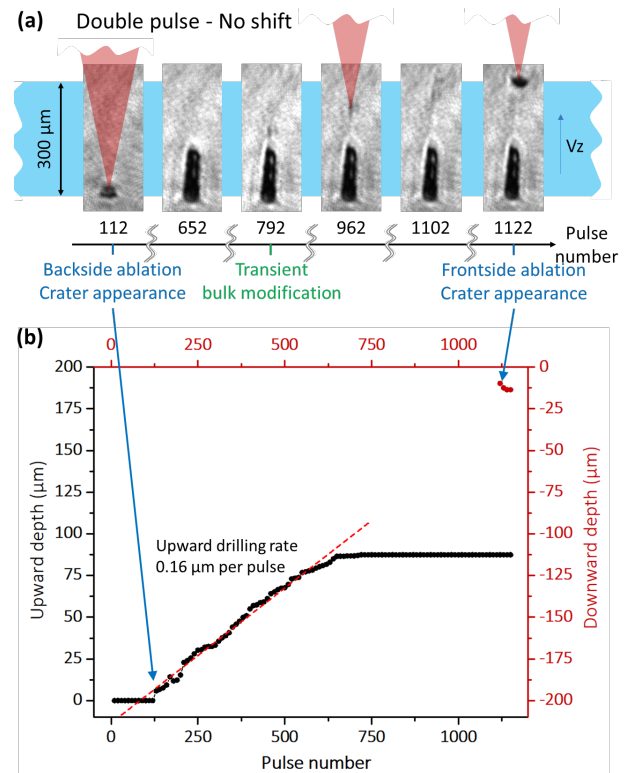 (a)
Double pulse - No shift
300 µm
Vz
112
652
792
962
1102
1122
Pulse
number
Backside ablation
Crater appearance
Transient
bulk modification
Frontside ablation
Crater appearance
(b)
0
250
500
750
1000
200
175
150
125
100
75
50
25
0
Upward depth (µm)
0
-25
-50
-75
-100
-125
-150
-175
-200
Downward depth (µm)
Upward drilling rate
0.16 µm per pulse
0
250
500
750
1000
Pulse number